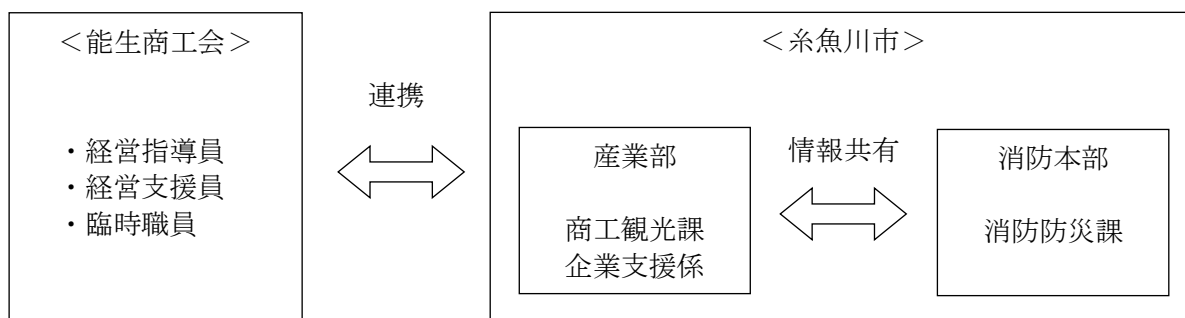 ＜能生商工会＞
・経営指導員
・経営支援員
・臨時職員
連携
＜糸魚川市＞
産業部
商工観光課
企業支援係
情報共有
消防本部
消防防災課